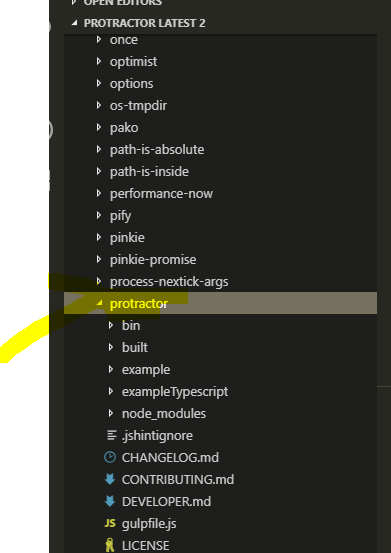 OPEN EDITORS
PROTRACTOR LATEST 2
once
optimist
options
os-tmpdir
pako
path-is-absolute
path-is-inside
performance-now
pify
pinkie
pinkie-promise
process-nextick-args
protractor
bin
built
example
exampleTypescript
node_modules
.jshintignore
CHANGELOG.md
CONTRIBUTING.md
DEVELOPER.md
JS gulpfile.js
LICENSE